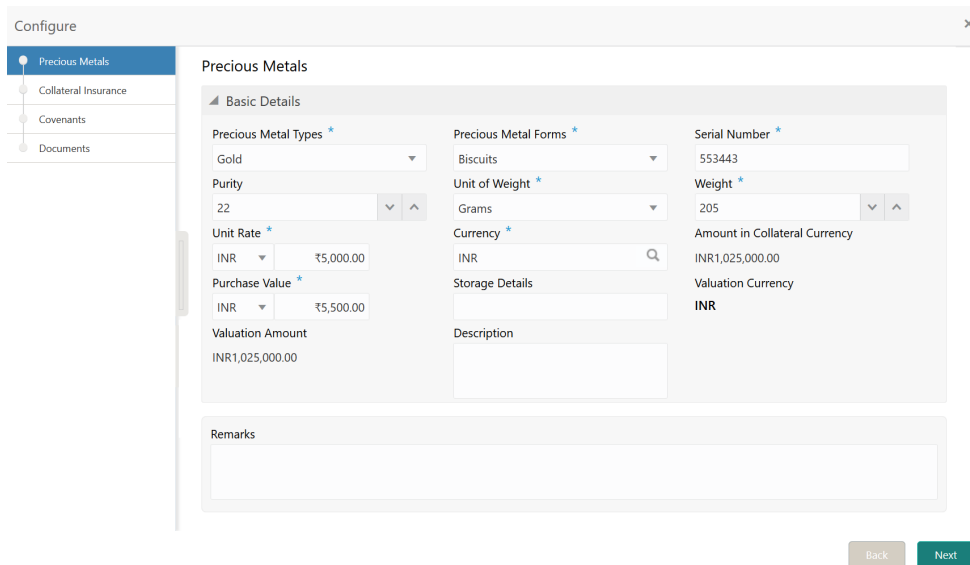 Configure ×
Precious Metals
Collateral Insurance
Covenants
Documents
Precious Metals
Basic Details
Precious Metal Types * Precious Metal Forms * Serial Number *
Gold Biscuits 553443
Purity Unit of Weight * Weight *
22 Grams 205
Unit Rate * Currency * Amount in Collateral Currency
INR ₹5,000.00 INR INR1,025,000.00
Purchase Value * Storage Details Valuation Currency
INR ₹5,500.00 INR
Valuation Amount Description
INR1,025,000.00
Remarks
Back Next